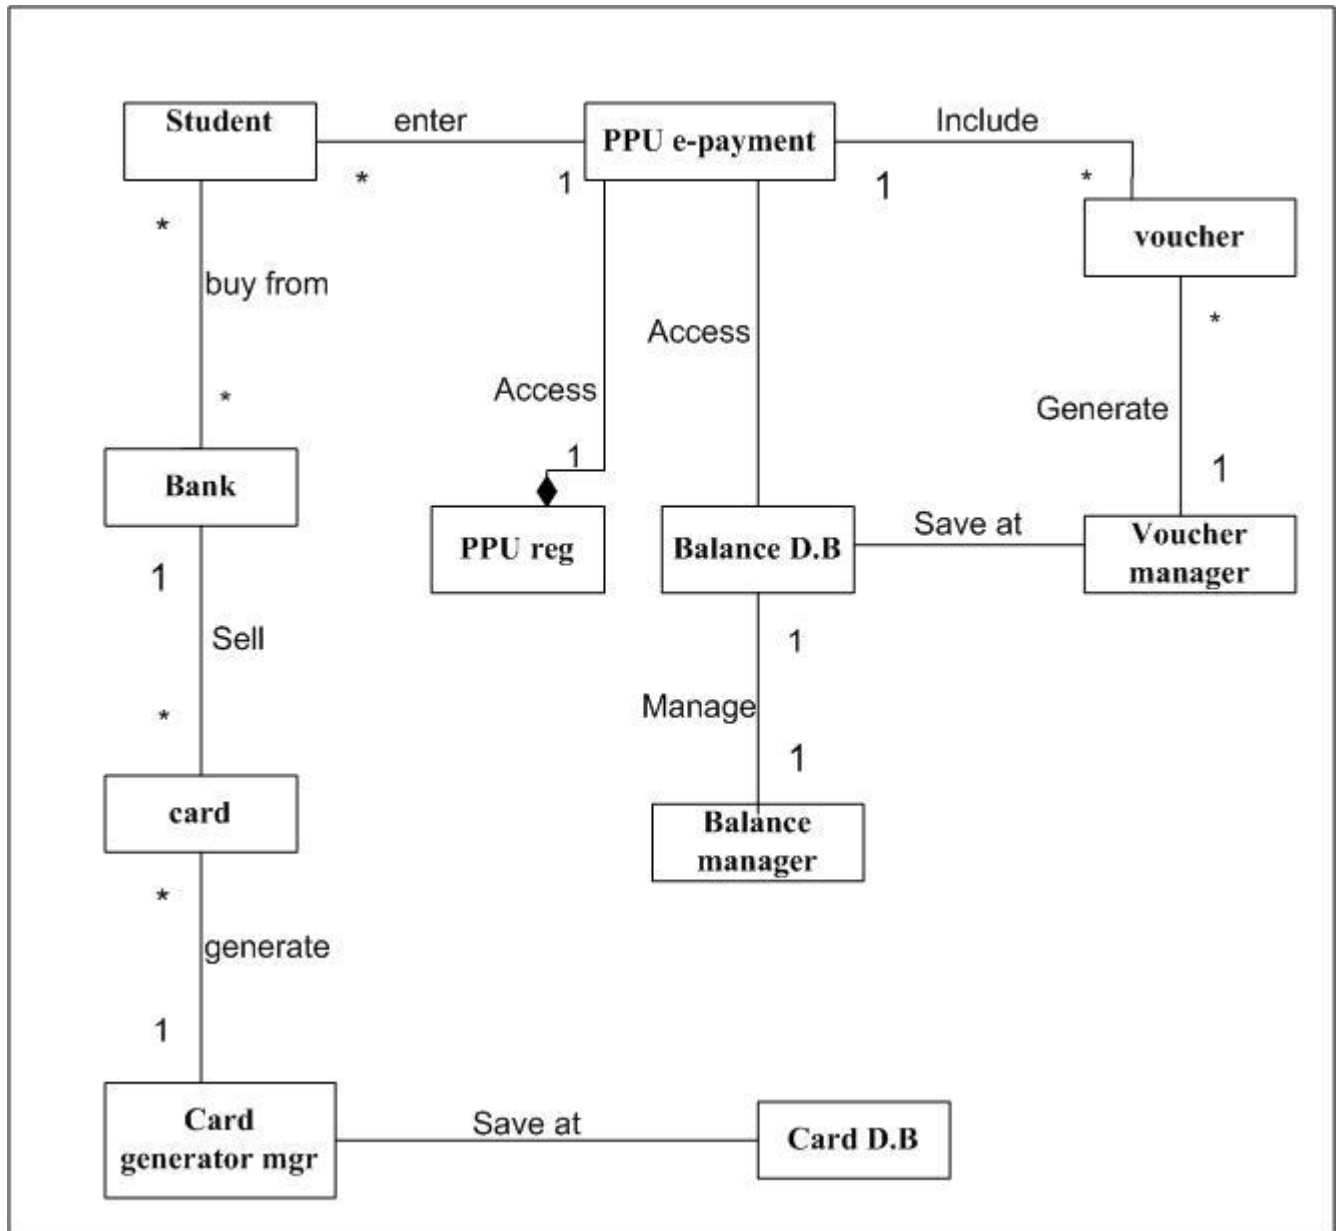 Student
enter
PPU e-payment
Include
*
1
1
*
*
voucher
buy from
*
Access
Access
*
Generate
1
1
Bank
PPU reg
Balance D.B
Save at
Voucher
manager
1
Sell
1
Manage
*
1
card
Balance
manager
*
generate
1
Card
generator mgr
Save at
Card D.B